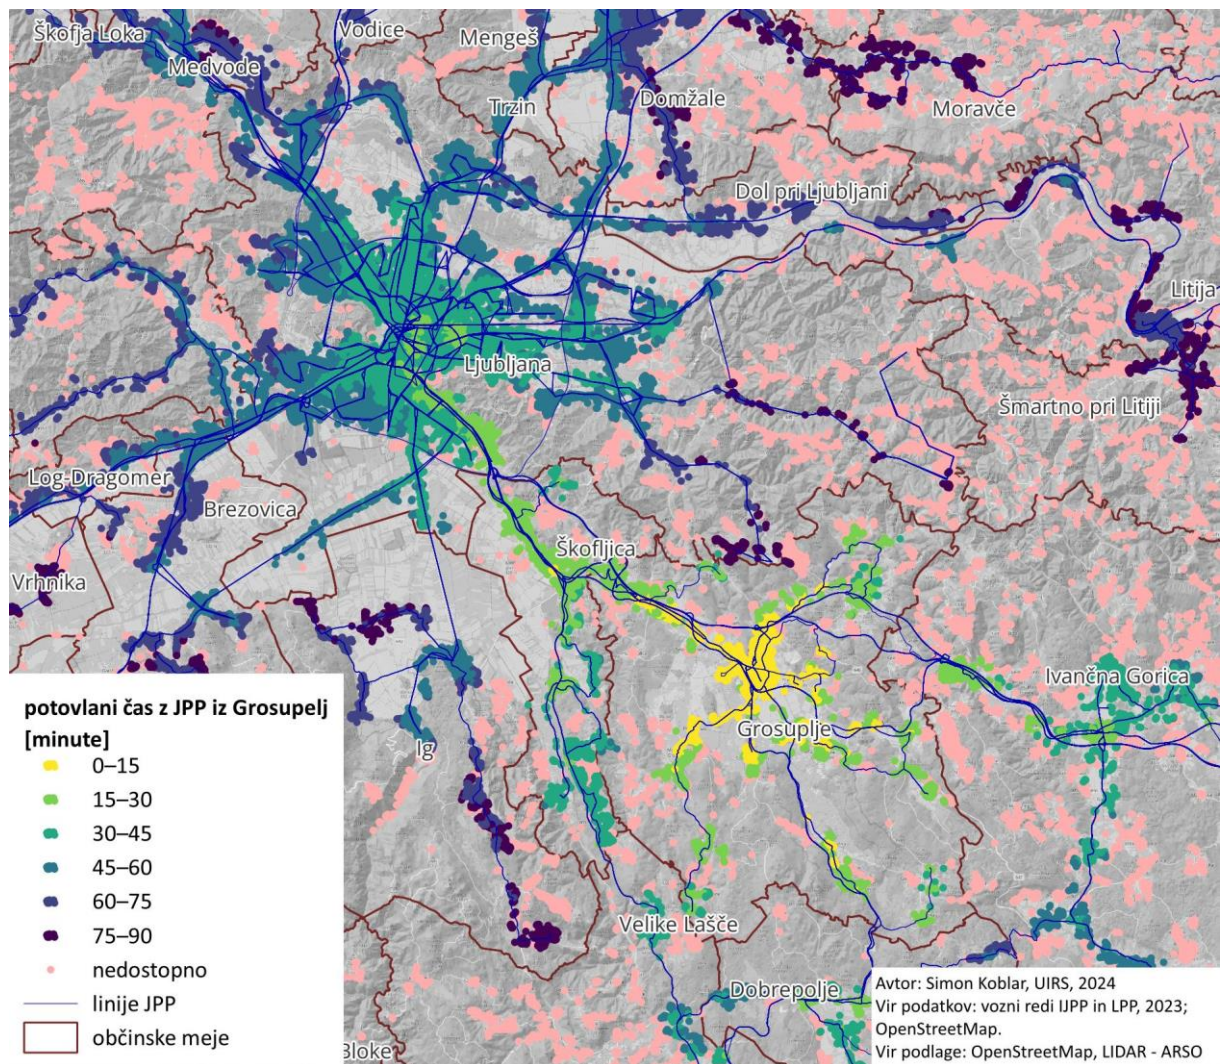 Škofja Loka
Vodice
Mengeš
Medvode
Trzin
Domžale
Moravče
Dol pri Ljubljani
Litija
Ljubljana
Šmartno pri Litiji
Log-Dragomer
Brezovica
Škofljica
Vrhnika
Ivančna Gorica
Grosuplje
Ig
Velike Lašče
Dobrepolje
Bloke
potovlani čas z JPP iz Grosupelj
[minute]
0–15
15–30
30–45
45–60
60–75
75–90
nedostopno
linije JPP
občinske meje
Avtor: Simon Koblar, UIRS, 2024
Vir podatkov: vozni redi IJPP in LPP, 2023;
OpenStreetMap.
Vir podlage: OpenStreetMap, LIDAR - ARSO